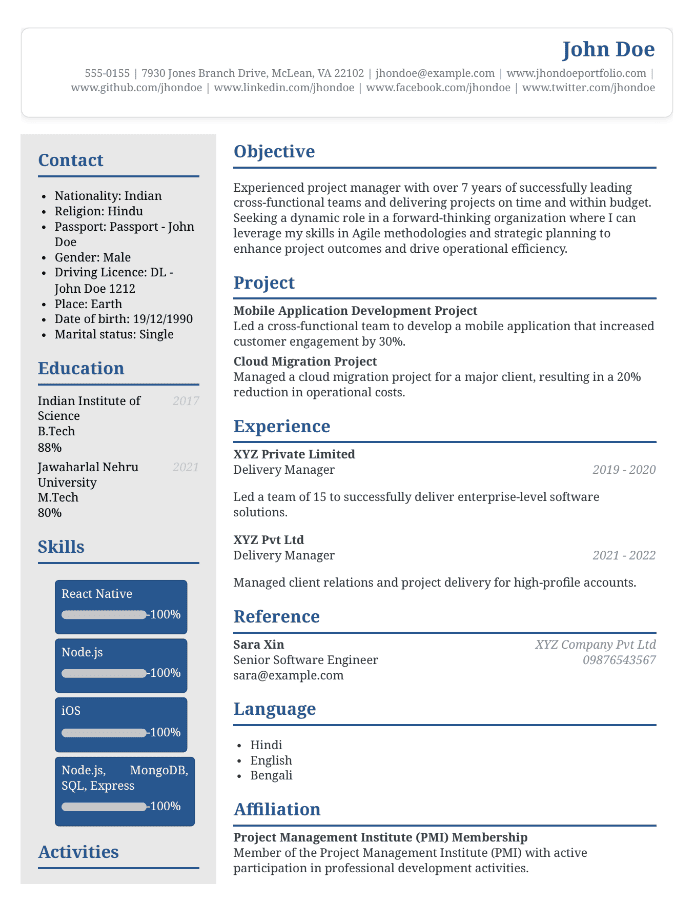 John Doe
555-0155 | 7930 Jones Branch Drive, McLean, VA 22102 | jhondoe@example.com | www.jhondoeportfolio.com |
www.github.com/jhondoe | www.linkedin.com/jhondoe | www.facebook.com/jhondoe | www.twitter.com/jhondoe
Contact
• Nationality: Indian
• Religion: Hindu
• Passport: Passport - John
Doe
• Gender: Male
• Driving Licence: DL -
John Doe 1212
• Place: Earth
• Date of birth: 19/12/1990
• Marital status: Single
Education
Indian Institute of 2017
Science
B.Tech
88%
Jawaharlal Nehru 2021
University
M.Tech
80%
Skills
React Native
-100%
Node.js
-100%
iOS
-100%
Node.js, MongoDB,
SQL, Express
-100%
Activities
Objective
Experienced project manager with over 7 years of successfully leading
cross-functional teams and delivering projects on time and within budget.
Seeking a dynamic role in a forward-thinking organization where I can
leverage my skills in Agile methodologies and strategic planning to
enhance project outcomes and drive operational efficiency.
Project
Mobile Application Development Project
Led a cross-functional team to develop a mobile application that increased
customer engagement by 30%.
Cloud Migration Project
Managed a cloud migration project for a major client, resulting in a 20%
reduction in operational costs.
Experience
XYZ Private Limited
Delivery Manager 2019 - 2020
Led a team of 15 to successfully deliver enterprise-level software
solutions.
XYZ Pvt Ltd
Delivery Manager 2021 - 2022
Managed client relations and project delivery for high-profile accounts.
Reference
Sara Xin XYZ Company Pvt Ltd
Senior Software Engineer 09876543567
sara@example.com
Language
• Hindi
• English
• Bengali
Affiliation
Project Management Institute (PMI) Membership
Member of the Project Management Institute (PMI) with active
participation in professional development activities.